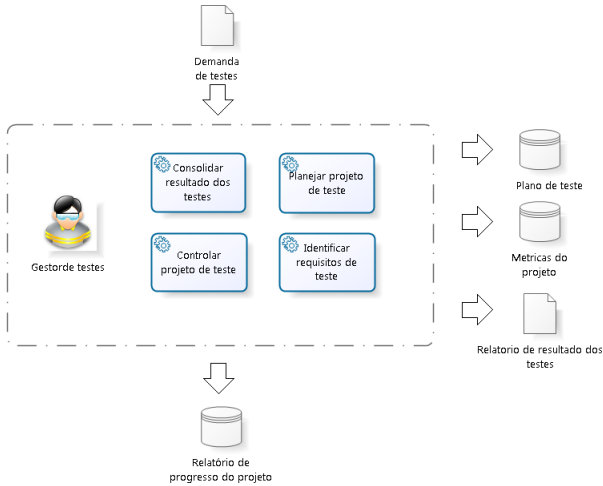 Demanda
de testes
Consolidar
resultado dos
testes
Planejar projeto
de teste
Gestorde testes
Controlar
projeto de teste
Identificar
requisitos de
teste
Plano de teste
Metricas do
projeto
Relatorio de resultado dos
testes
Relatório de
progresso do projeto